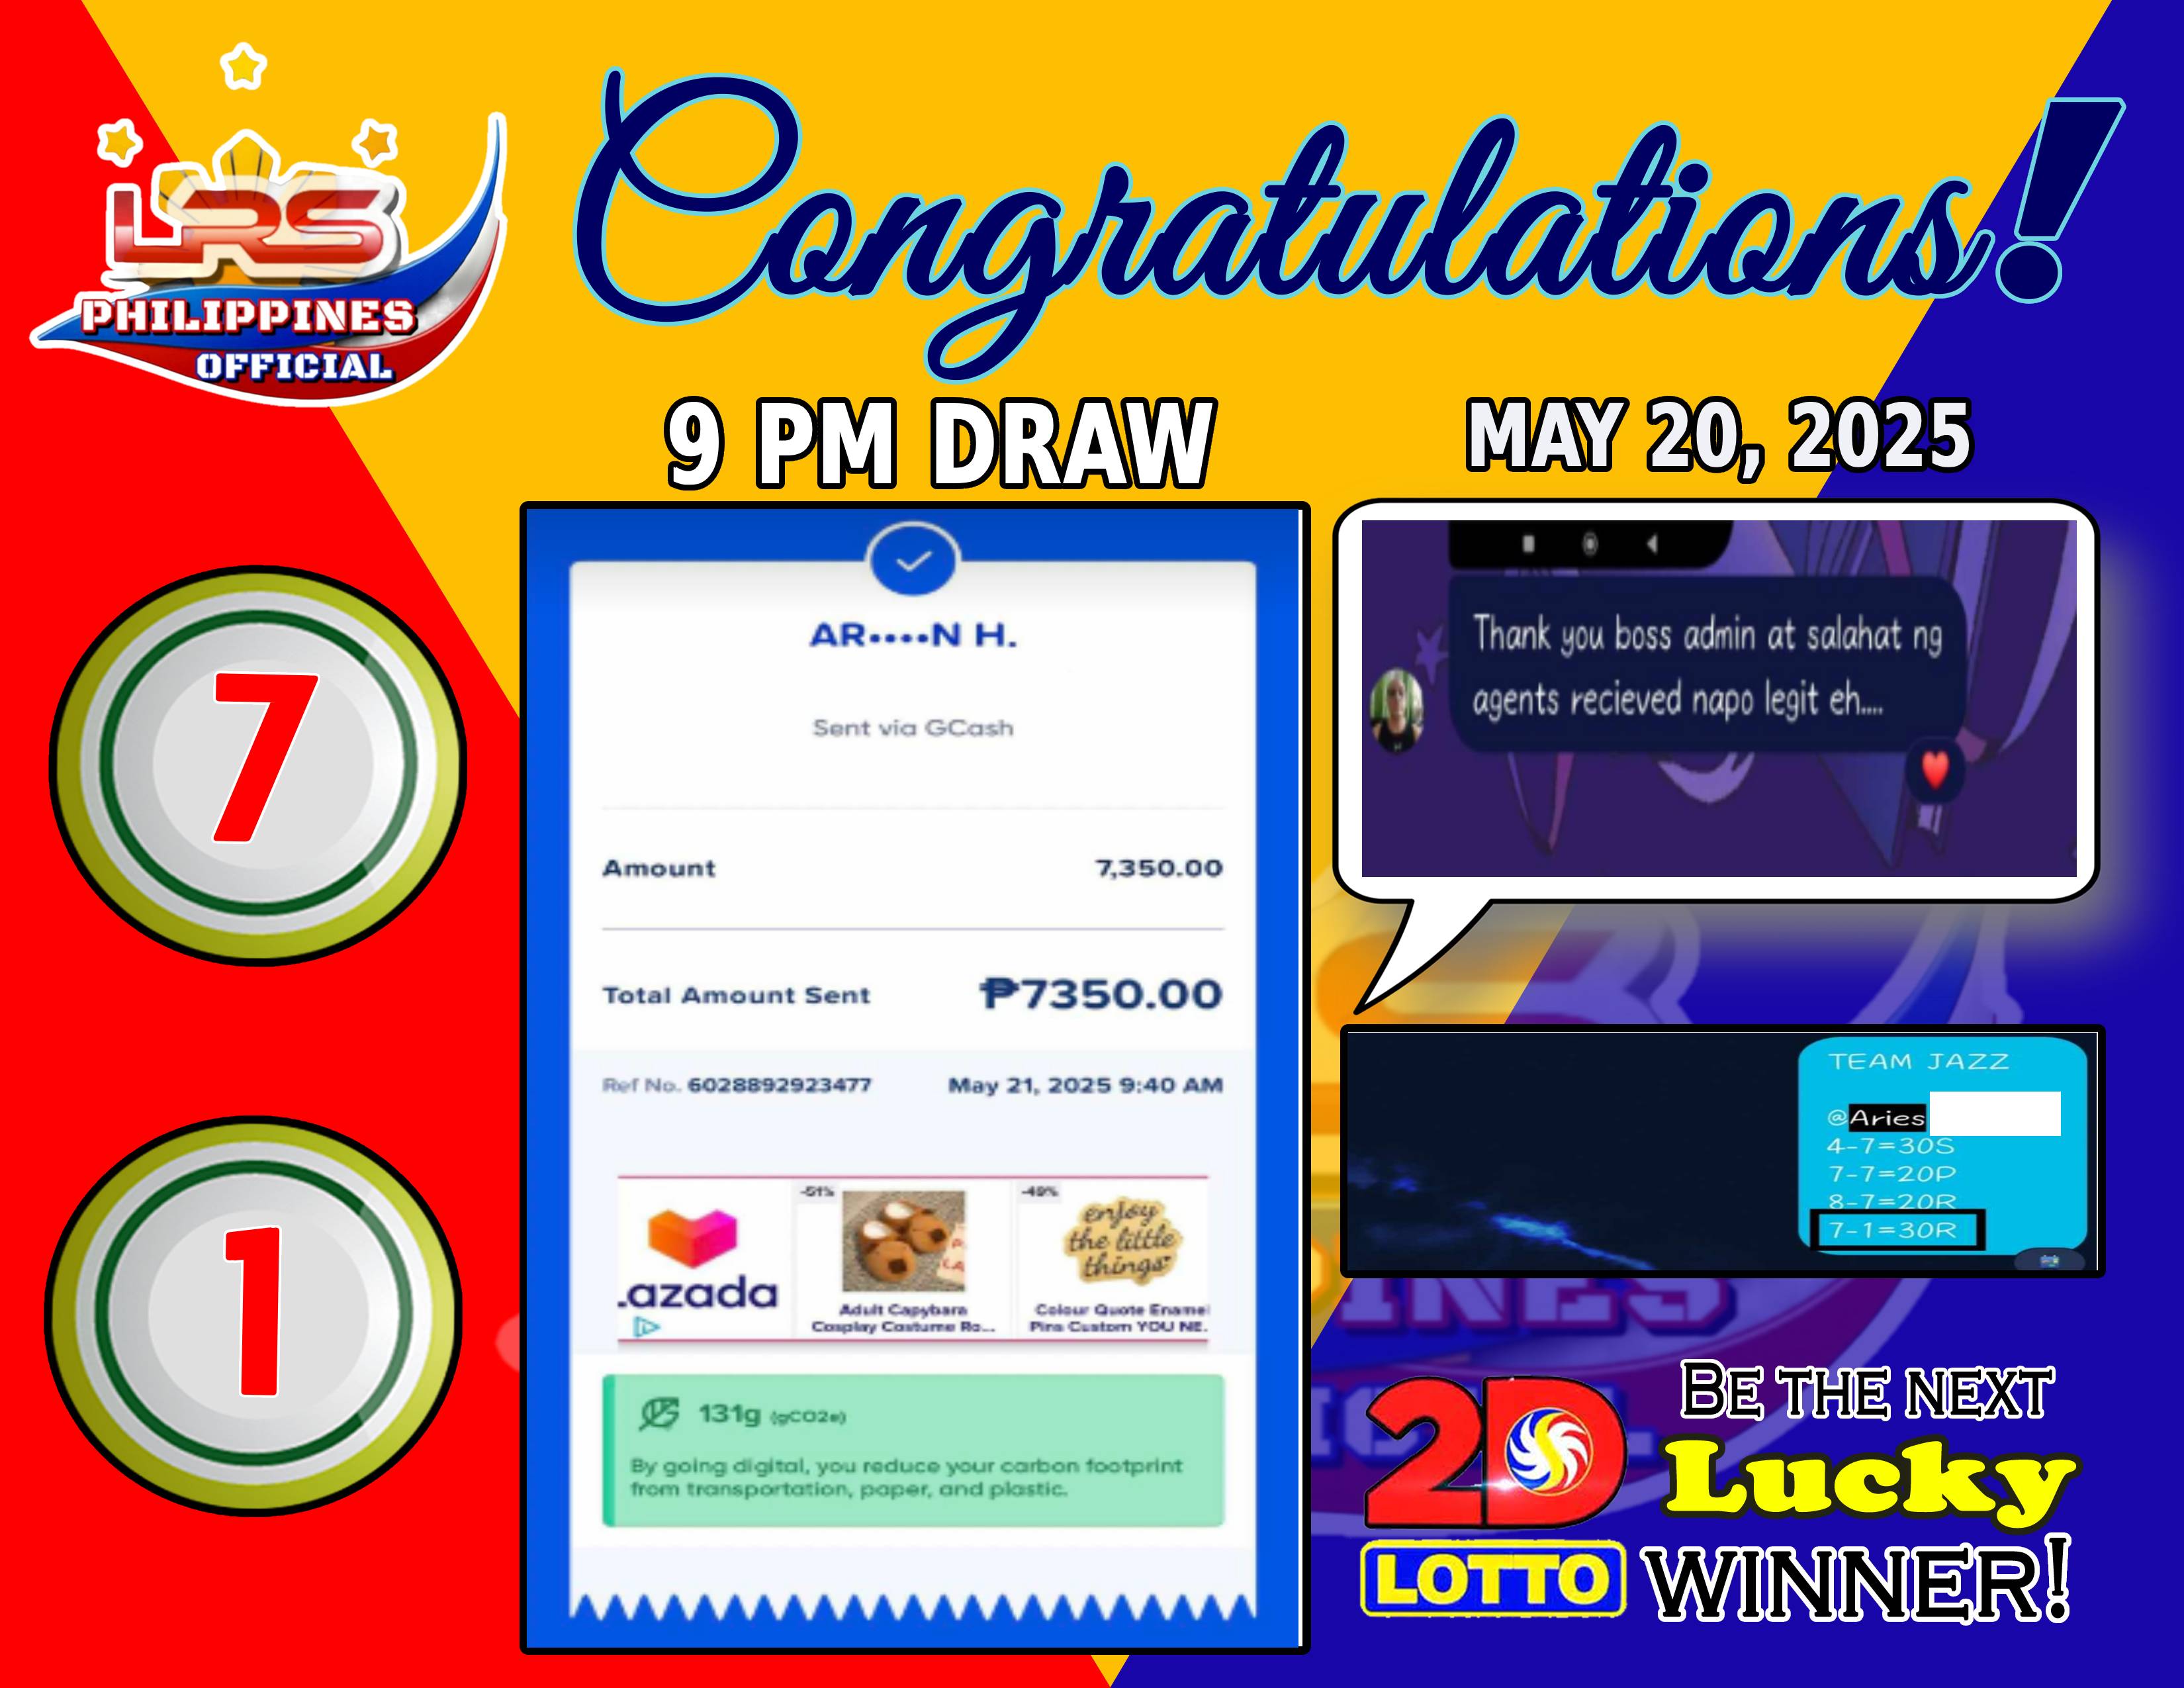 LRS
PHILIPPINES
OFFICIAL
Congratulations!
9 PM DRAW
MAY 20, 2025
7
1
AR••••N H.
Sent via GCash
Amount 7,350.00
Total Amount Sent ₱7350.00
Ref No. 6028892923477 May 21, 2025 9:40 AM
.azada
-51%
Adult Capybara
Cosplay Costume Ro...
-49%
enjoy
the little
things
Colour Quote Enamel
Pins Custom YOU NE.
131g (gCO2e)
By going digital, you reduce your carbon footprint
from transportation, paper, and plastic.
Thank you boss admin at salahat ng
agents recieved napo legit eh....
TEAM JAZZ
@Aries
4-7=30S
7-7=20P
8-7=20R
7-1=30R
2D
LOTTO
BE THE NEXT
Lucky
WINNER!